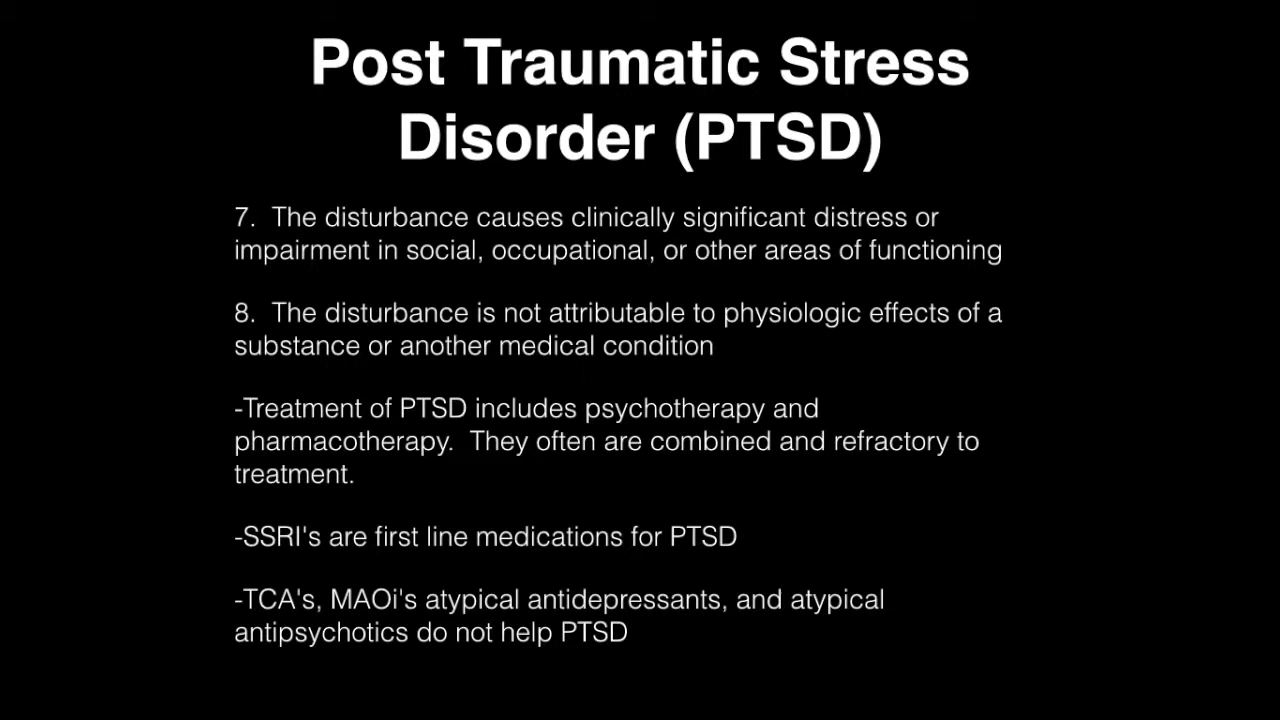 Post Traumatic Stress
Disorder (PTSD)
7.  The disturbance causes clinically significant distress or
impairment in social, occupational, or other areas of functioning
8.  The disturbance is not attributable to physiologic effects of a
substance or another medical condition
-Treatment of PTSD includes psychotherapy and
pharmacotherapy.  They often are combined and refractory to
treatment.
-SSRI's are first line medications for PTSD
-TCA's, MAOi's atypical antidepressants, and atypical
antipsychotics do not help PTSD